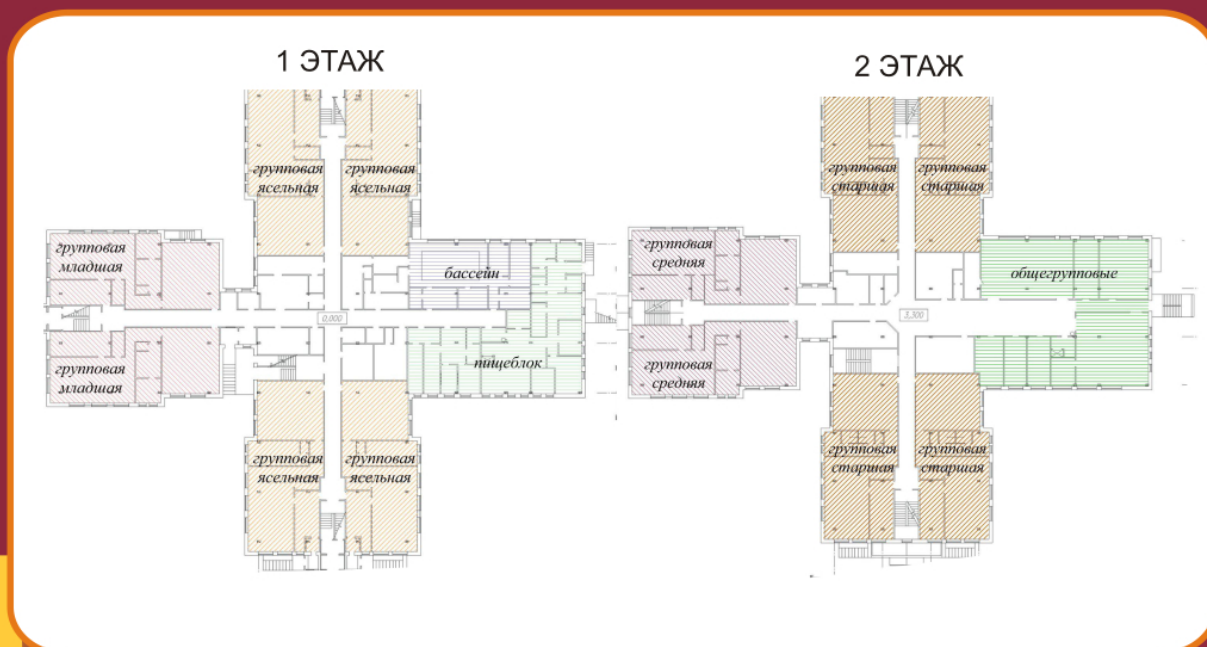 1 ЭТАЖ
групповая
ясельная
групповая
ясельная
групповая
младшая
бассейн
0,000
групповая
младшая
пищеблок
групповая
ясельная
групповая
ясельная
2 ЭТАЖ
групповая
старшая
групповая
старшая
групповая
средняя
общегрупповые
3,300
групповая
средняя
групповая
старшая
групповая
старшая